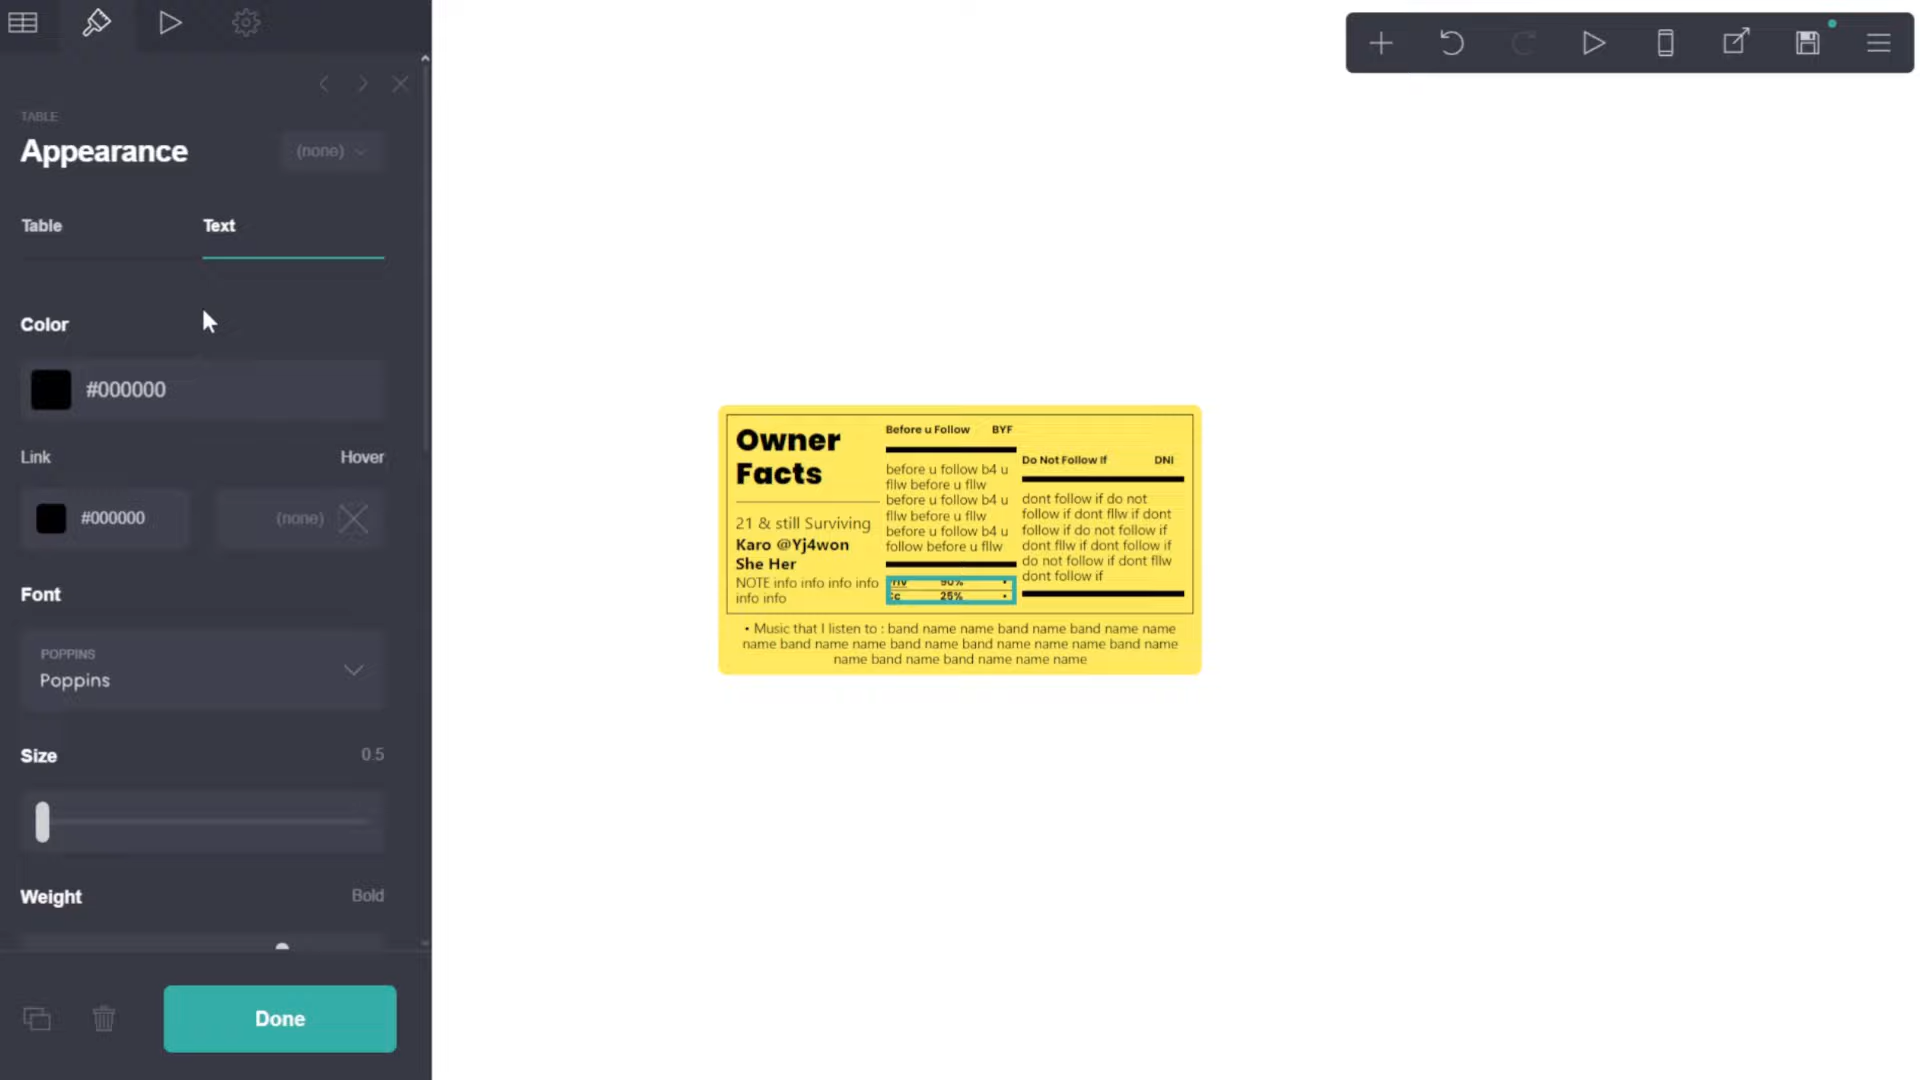 TABLE
Appearance
(none)
Table
Text
Color
#000000
Link
Hover
#000000
(none)
Font
POPPINS
Poppins
Size
0.5
Weight
Bold
Done
Owner
Facts
21 & still Surviving
Karo @Yj4won
She Her
NOTE info info info info
info info
Before u Follow BYF
before u follow b4 u
fllw before u fllw
before u follow b4 u
fllw before u fllw
before u follow b4 u
follow before u fllw
90% •
25% •
Do Not Follow If DNI
dont follow if do not
follow if dont fllw if dont
follow if do not follow if
dont fllw if dont follow if
do not follow if dont fllw
dont follow if
• Music that I listen to : band name name band name band name name
name band name name band name name band name name name band name
name band name band name name name